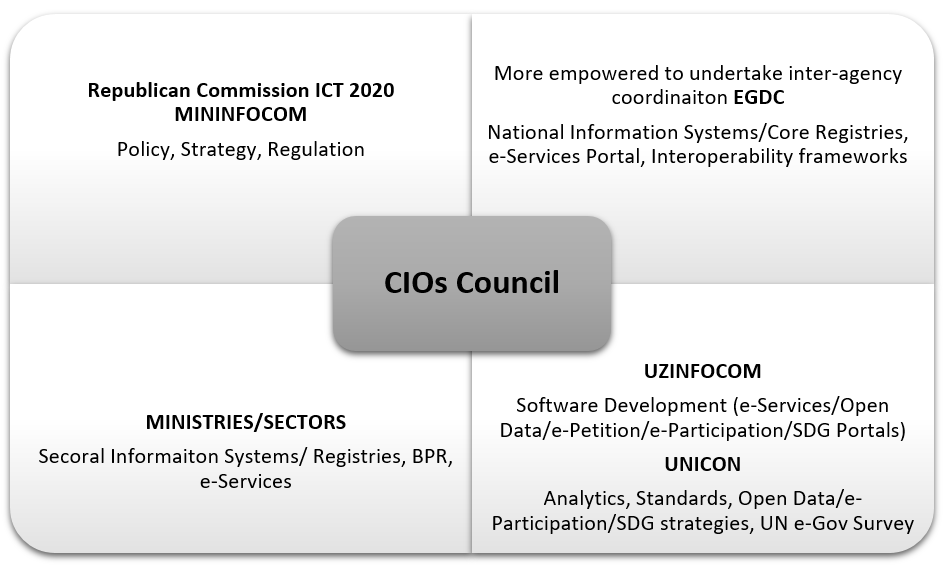 Republican Commission ICT 2020
MININFOCOM
Policy, Strategy, Regulation
More empowered to undertake inter-agency
coordinaiton EGDC
National Information Systems/Core Registries,
e-Services Portal, Interoperability frameworks
CIOs Council
MINISTRIES/SECTORS
Secoral Informaiton Systems/ Registries, BPR,
e-Services
UZINFOCOM
Software Development (e-Services/Open
Data/e-Petition/e-Participation/SDG Portals)
UNICON
Analytics, Standards, Open Data/e-
Participation/SDG strategies, UN e-Gov Survey